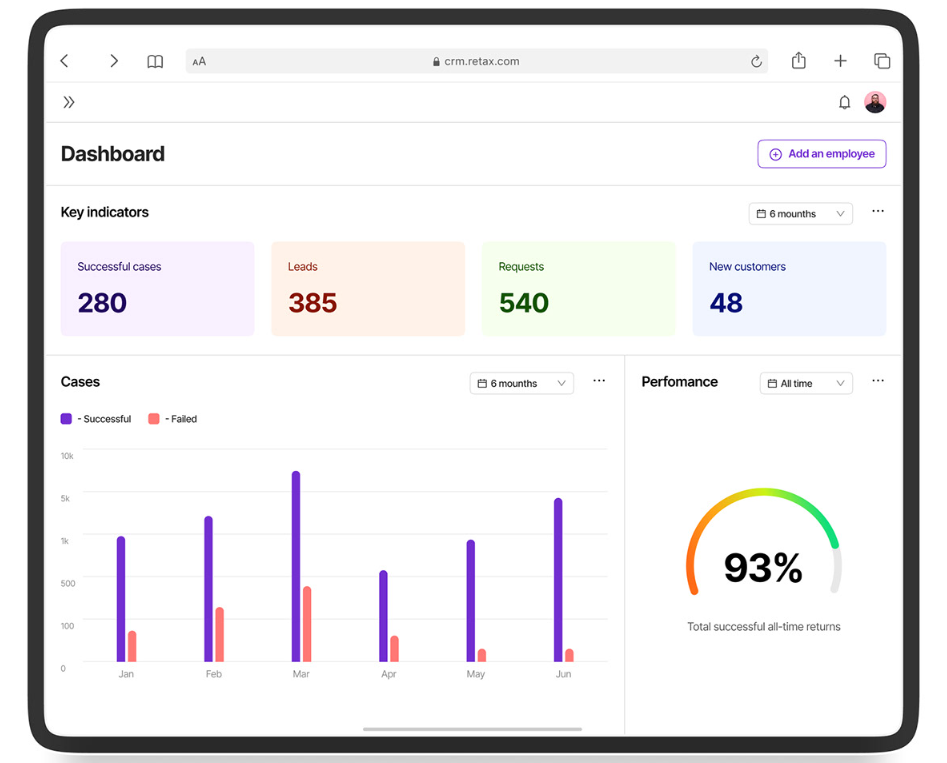 AA
crm.retax.com
Dashboard
Add an employee
Key indicators
6 mounths
Successful cases
280
Leads
385
Requests
540
New customers
48
Cases
6 mounths
- Successful
- Failed
10k
5k
1k
500
100
0
Jan
Feb
Mar
Apr
May
Jun
Perfomance
All time
93%
Total successful all-time returns